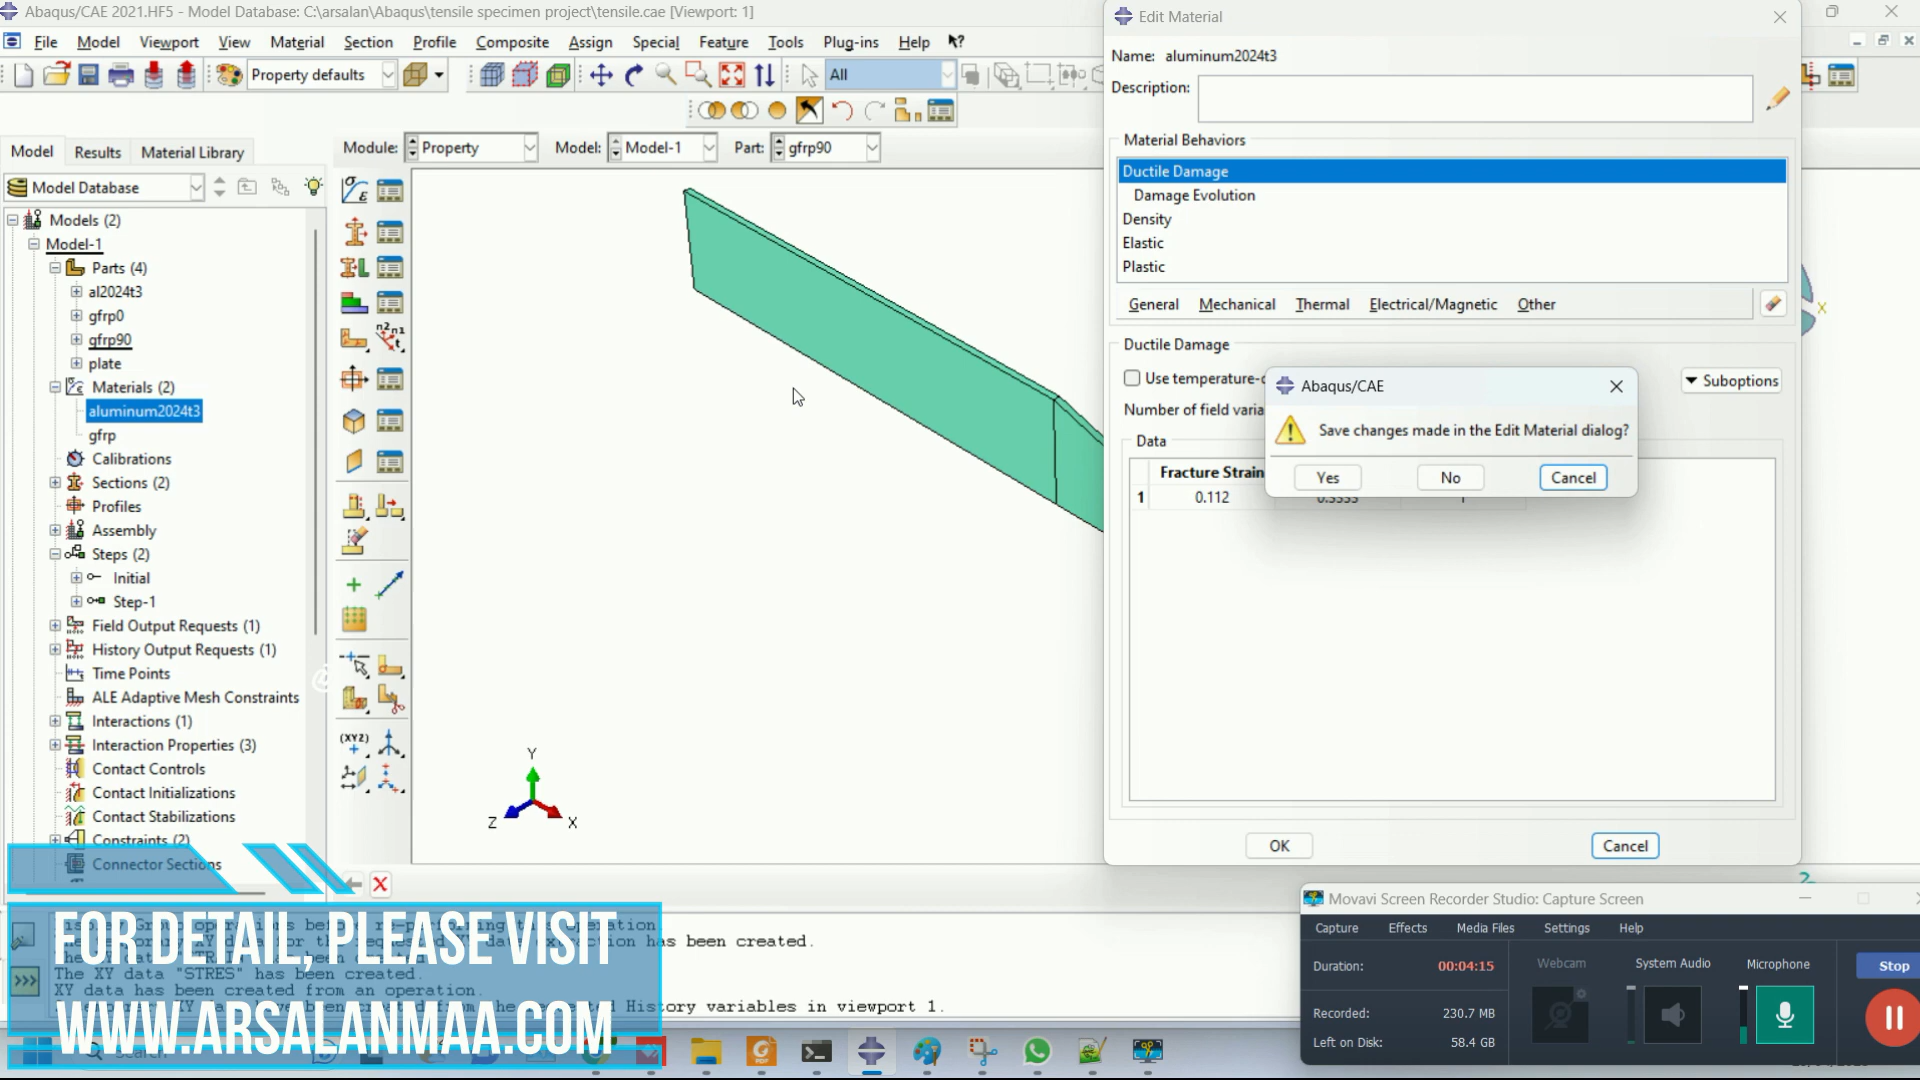 Abaqus/CAE 2021.HF5 - Model Database: C:\arsalan\Abaqus\tensile specimen project\tensile.cae [Viewport: 1]
File Model Viewport View Material Section Profile Composite Assign Special Feature Tools Plug-ins Help
Property defaults
All
Model Results Material Library
Module: Property Model: Model-1 Part: gfrp90
Model Database
Models (2)
Model-1
Parts (4)
al2024t3
gfrp0
gfrp90
plate
Materials (2)
aluminum2024t3
gfrp
Calibrations
Sections (2)
Profiles
Assembly
Steps (2)
Initial
Step-1
Field Output Requests (1)
History Output Requests (1)
Time Points
ALE Adaptive Mesh Constraints
Interactions (1)
Interaction Properties (3)
Contact Controls
Contact Initializations
Contact Stabilizations
Constraints (2)
Connector Sections
(XYZ)
Y
Z
X
Edit Material
Name: aluminum2024t3
Description:
Material Behaviors
Ductile Damage
Damage Evolution
Density
Elastic
Plastic
General Mechanical Thermal Electrical/Magnetic Other
X
Ductile Damage
Use temperature-
Suboptions
Number of field varia
Data
Fracture Strain
1 0.112 0.3333 1
Abaqus/CAE
Save changes made in the Edit Material dialog?
Yes No Cancel
OK Cancel
has been created.
The XY data "STRES" has been created.
XY data has been created from an operation.
History variables in viewport 1.
FOR DETAIL, PLEASE VISIT
WWW.ARSALANMAA.COM
Search
Movavi Screen Recorder Studio: Capture Screen
Capture Effects Media Files Settings Help
Duration: 00:04:15
Webcam System Audio Microphone
Stop
Recorded: 230.7 MB
Left on Disk: 58.4 GB